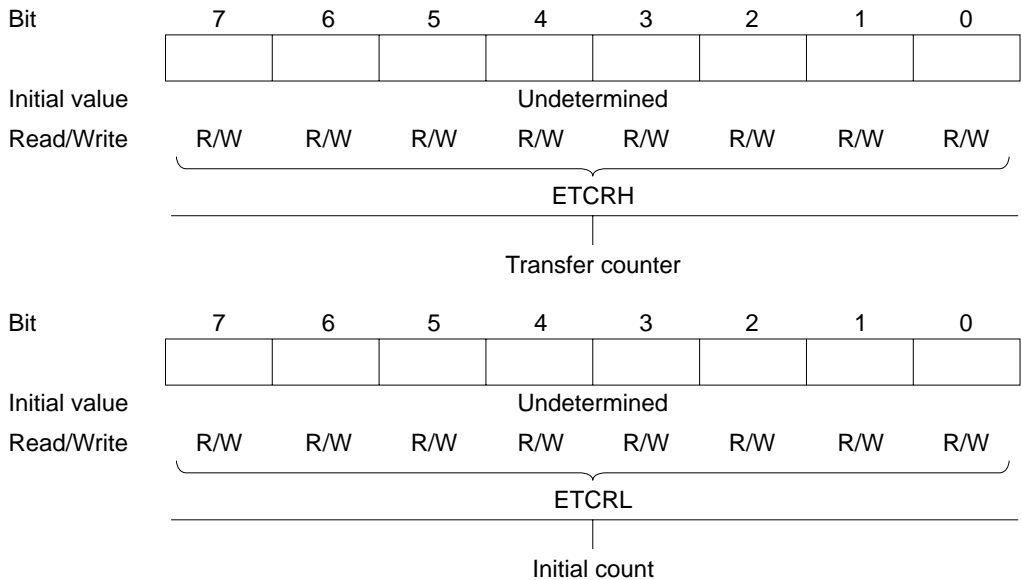 Bit 7 6 5 4 3 2 1 0
Initial value Undetermined
Read/Write R/W R/W R/W R/W R/W R/W R/W R/W
ETCRH
Transfer counter
Bit 7 6 5 4 3 2 1 0
Initial value Undetermined
Read/Write R/W R/W R/W R/W R/W R/W R/W R/W
ETCRL
Initial count